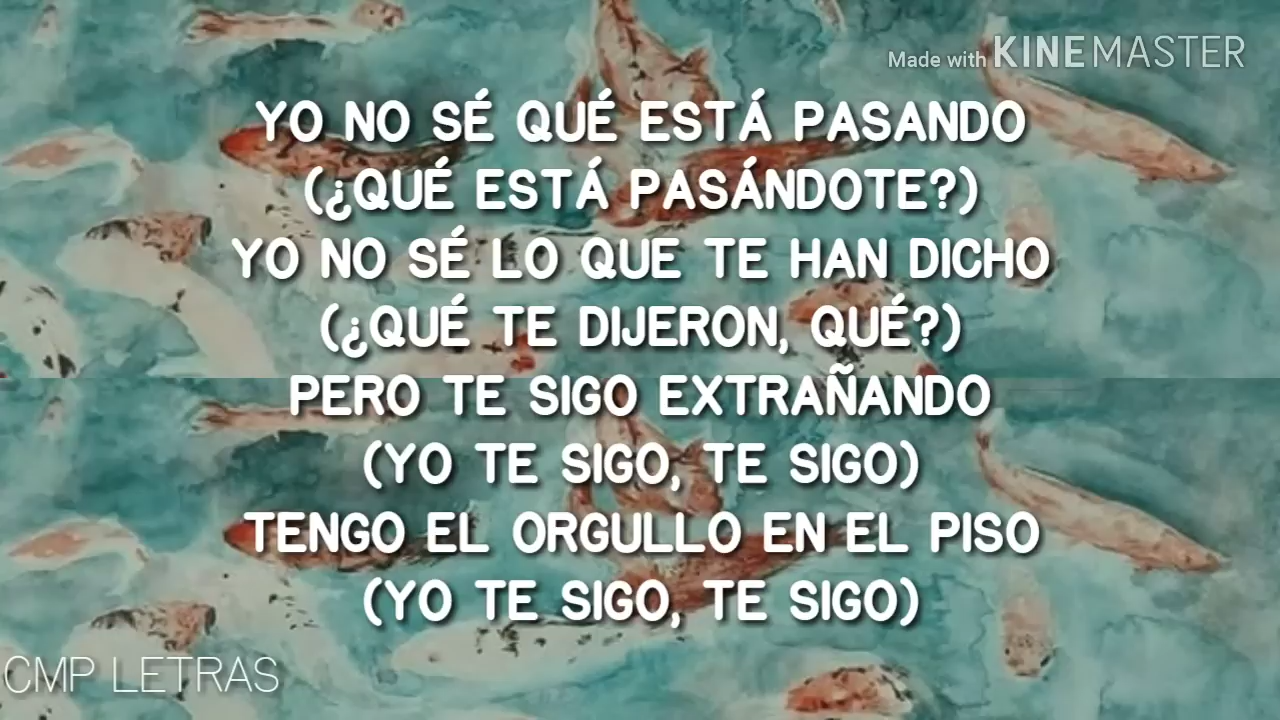 Made with KINEMASTER
YO NO SÉ QUÉ ESTÁ PASANDO
(¿QUÉ ESTÁ PASÁNDOTE?)
YO NO SÉ LO QUE TE HAN DICHO
(¿QUÉ TE DIJERON, QUÉ?)
PERO TE SIGO EXTRAÑANDO
(YO TE SIGO, TE SIGO)
TENGO EL ORGULLO EN EL PISO
(YO TE SIGO, TE SIGO)
CMP LETRAS